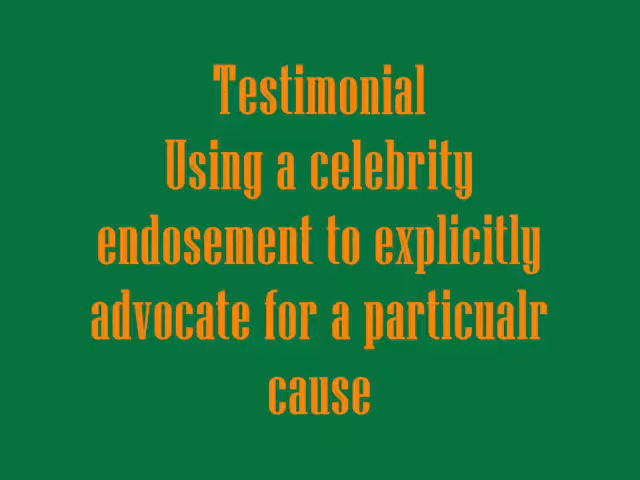 Testimonial
Using a celebrity
endosement to explicitly
advocate for a particualr
cause